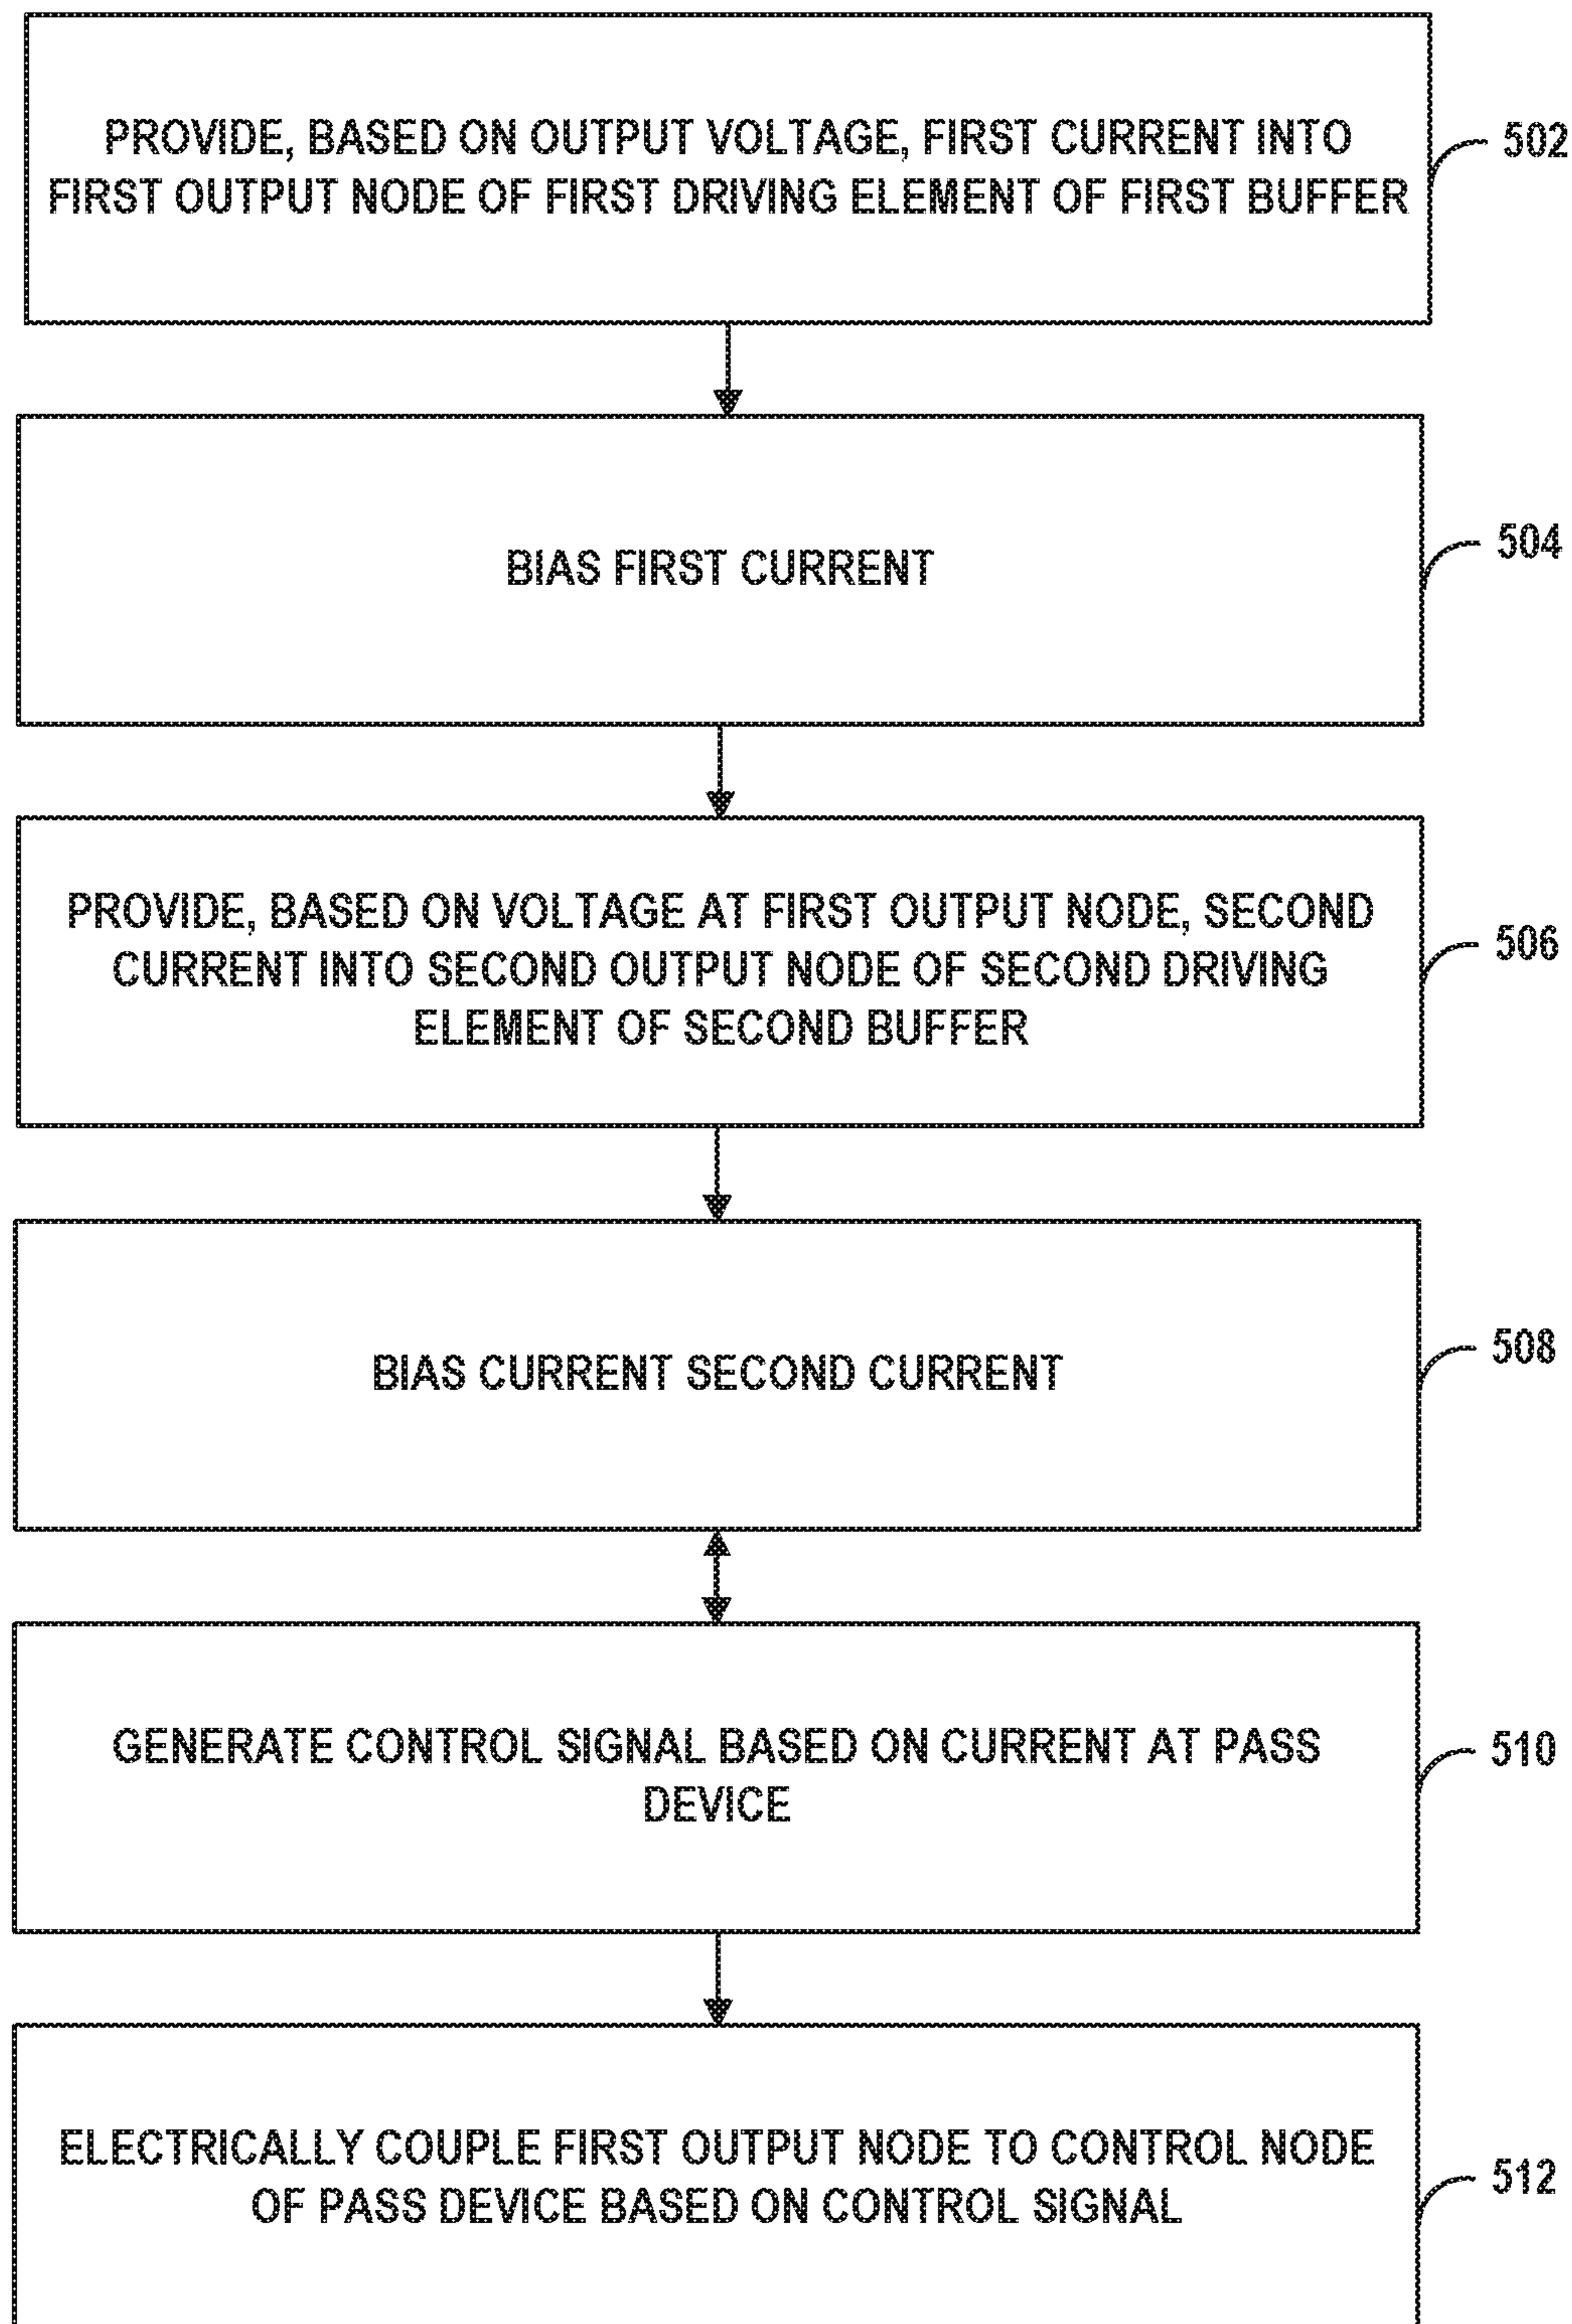 PROVIDE, BASED ON OUTPUT VOLTAGE, FIRST CURRENT INTO
FIRST OUTPUT NODE OF FIRST DRIVING ELEMENT OF FIRST BUFFER
502
BIAS FIRST CURRENT
504
PROVIDE, BASED ON VOLTAGE AT FIRST OUTPUT NODE, SECOND
CURRENT INTO SECOND OUTPUT NODE OF SECOND DRIVING
ELEMENT OF SECOND BUFFER
506
BIAS CURRENT SECOND CURRENT
508
GENERATE CONTROL SIGNAL BASED ON CURRENT AT PASS
DEVICE
510
ELECTRICALLY COUPLE FIRST OUTPUT NODE TO CONTROL NODE
OF PASS DEVICE BASED ON CONTROL SIGNAL
512